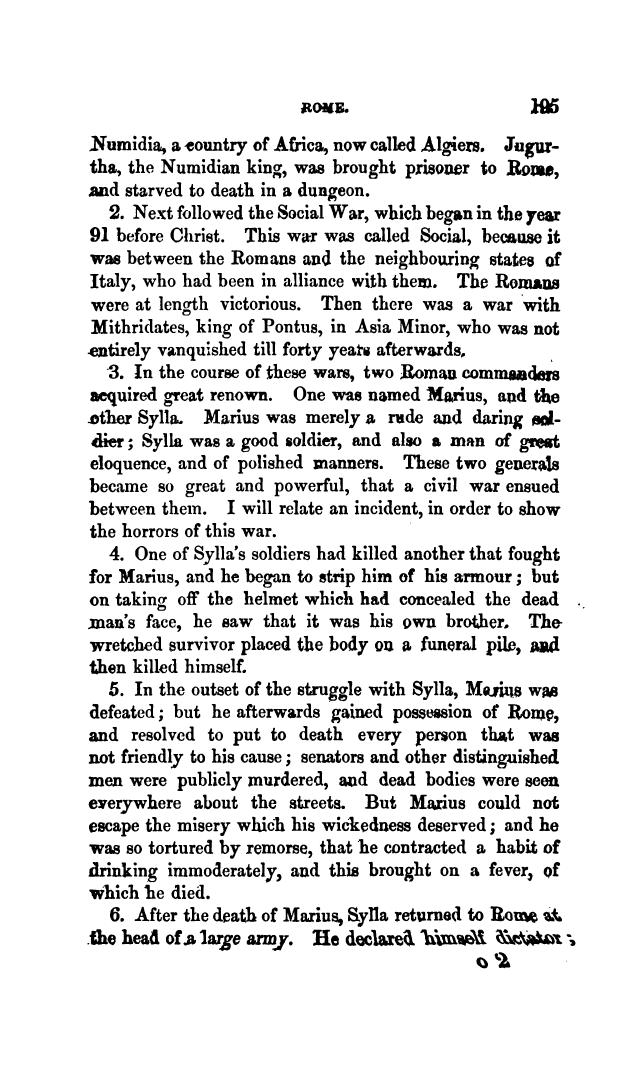 ROME. 195
Numidia, a country of Africa, now called Algiers. Jugur-
tha, the Numidian king, was brought prisoner to Rome,
and starved to death in a dungeon.
2. Next followed the Social War, which began in the year
91 before Christ. This war was called Social, because it
was between the Romans and the neighbouring states of
Italy, who had been in alliance with them. The Romans
were at length victorious. Then there was a war with
Mithridates, king of Pontus, in Asia Minor, who was not
entirely vanquished till forty years afterwards.
3. In the course of these wars, two Roman commanders
acquired great renown. One was named Marius, and the
other Sylla. Marius was merely a rude and daring sol-
dier; Sylla was a good soldier, and also a man of great
eloquence, and of polished manners. These two generals
became so great and powerful, that a civil war ensued
between them. I will relate an incident, in order to show
the horrors of this war.
4. One of Sylla's soldiers had killed another that fought
for Marius, and he began to strip him of his armour; but
on taking off the helmet which had concealed the dead
man's face, he saw that it was his own brother. The
wretched survivor placed the body on a funeral pile, and
then killed himself.
5. In the outset of the struggle with Sylla, Marius was
defeated; but he afterwards gained possession of Rome,
and resolved to put to death every person that was
not friendly to his cause; senators and other distinguished
men were publicly murdered, and dead bodies were seen
everywhere about the streets. But Marius could not
escape the misery which his wickedness deserved; and he
was so tortured by remorse, that he contracted a habit of
drinking immoderately, and this brought on a fever, of
which he died.
6. After the death of Marius, Sylla returned to Rome at
the head of a large army. He declared himself dictator;
O 2